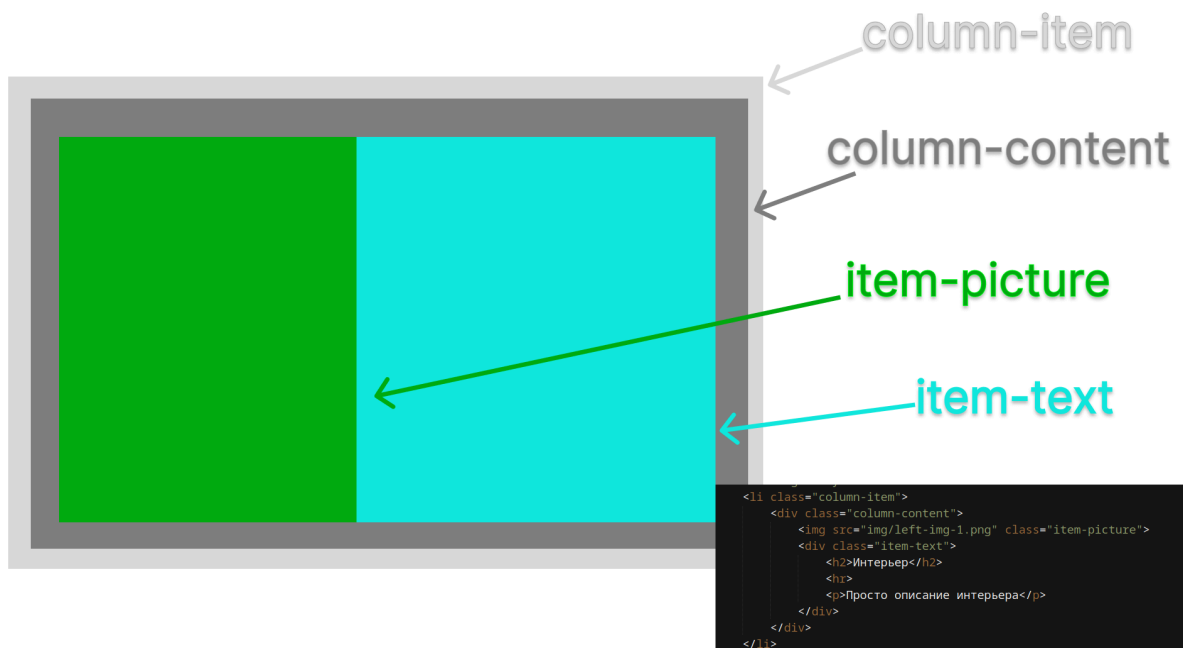 column-item
column-content
item-picture
item-text
<li class="column-item">
<div class="column-content">
<img src="img/left-img-1.png" class="item-picture">
<div class="item-text">
<h2>Интерьер</h2>
<hr>
<p>Просто описание интерьера</p>
</div>
</div>
</li>